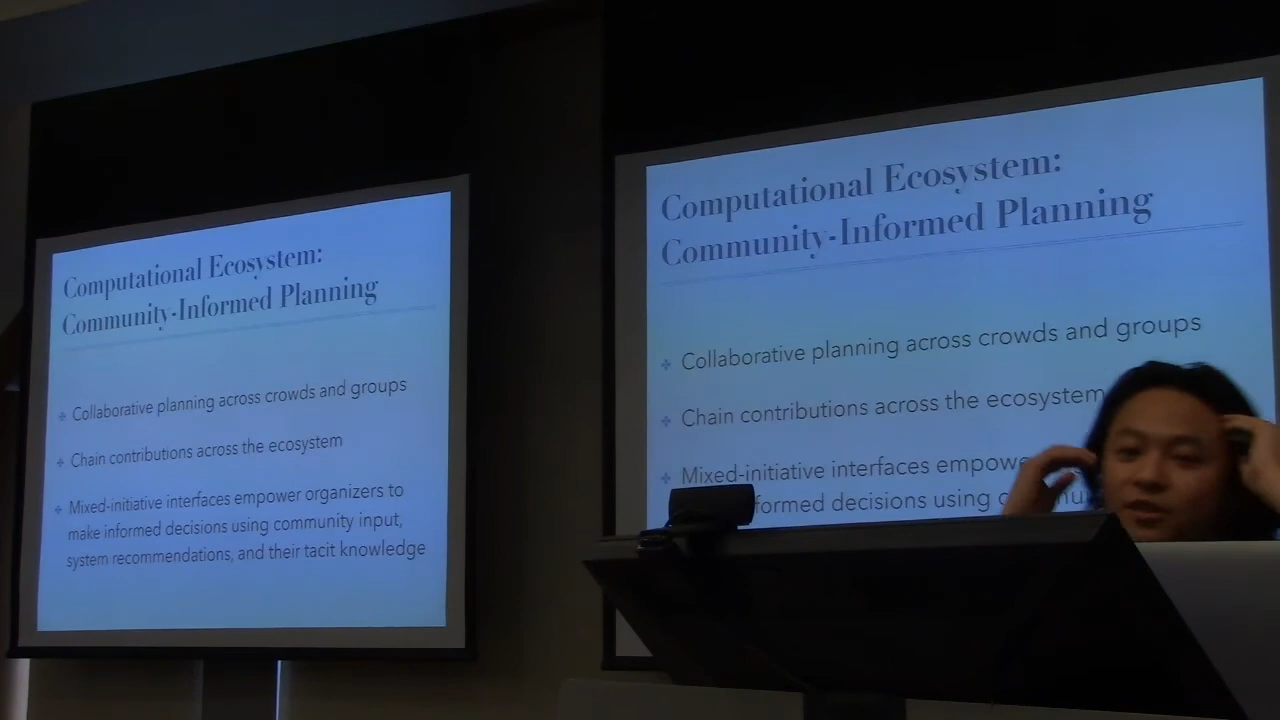 Computational Ecosystem:
Community-Informed Planning
Collaborative planning across crowds and groups
Chain contributions across the ecosystem
Mixed-initiative interfaces empower organizers to
make informed decisions using community input,
system recommendations, and their tacit knowledge
Computational Ecosystem:
Community-Informed Planning
Collaborative planning across crowds and groups
Chain contributions across the ecosystem
Mixed-initiative interfaces
decisions using